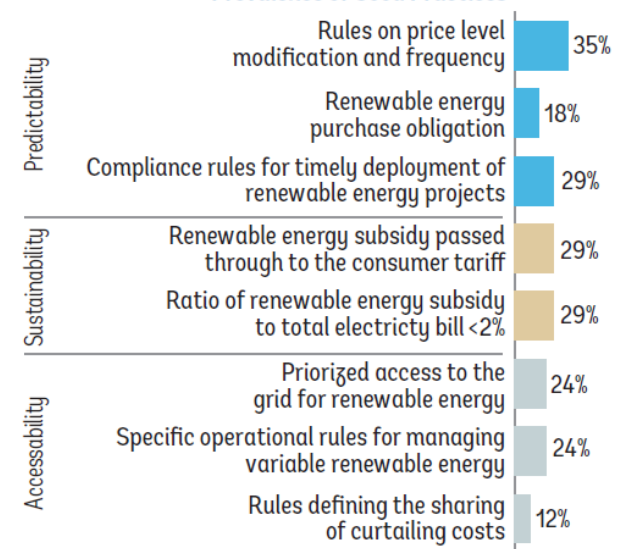 Predictability
Rules on price level
modification and frequency
35%
Renewable energy
purchase obligation
18%
Compliance rules for timely deployment of
renewable energy projects
29%
Sustainability
Renewable energy subsidy passed
through to the consumer tariff
29%
Ratio of renewable energy subsidy
to total electricty bill <2%
29%
Accessability
Priorized access to the
grid for renewable energy
24%
Specific operational rules for managing
variable renewable energy
24%
Rules defining the sharing
of curtailing costs
12%